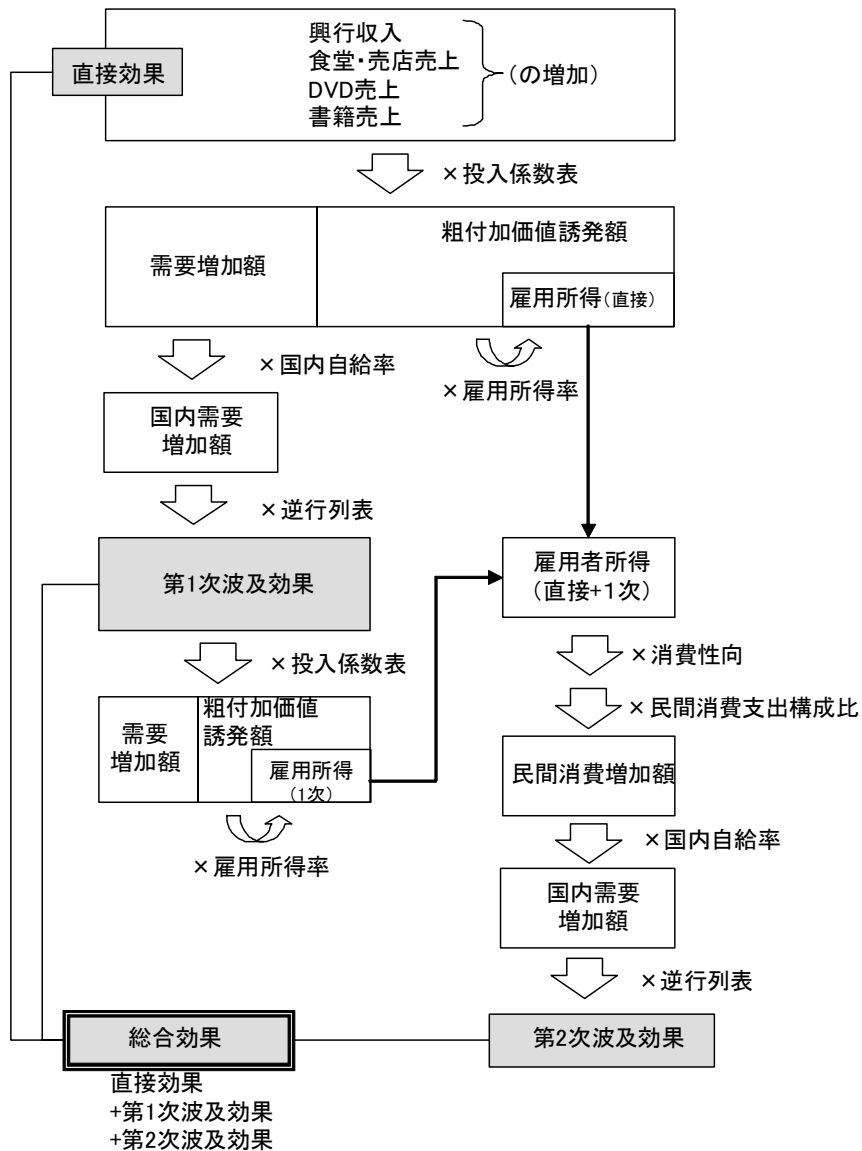 直接効果
興行収入
食堂・売店売上
DVD売上
書籍売上
(の増加)
×投入係数表
需要増加額
粗付加価値誘発額
雇用所得(直接)
×国内自給率
×雇用所得率
国内需要
増加額
×逆行列表
第1次波及効果
雇用者所得
(直接+1次)
×投入係数表
×消費性向
×民間消費支出構成比
需要
増加額
粗付加価値
誘発額
雇用所得
(1次)
民間消費増加額
×雇用所得率
×国内自給率
国内需要
増加額
×逆行列表
総合効果
第2次波及効果
直接効果
+第1次波及効果
+第2次波及効果